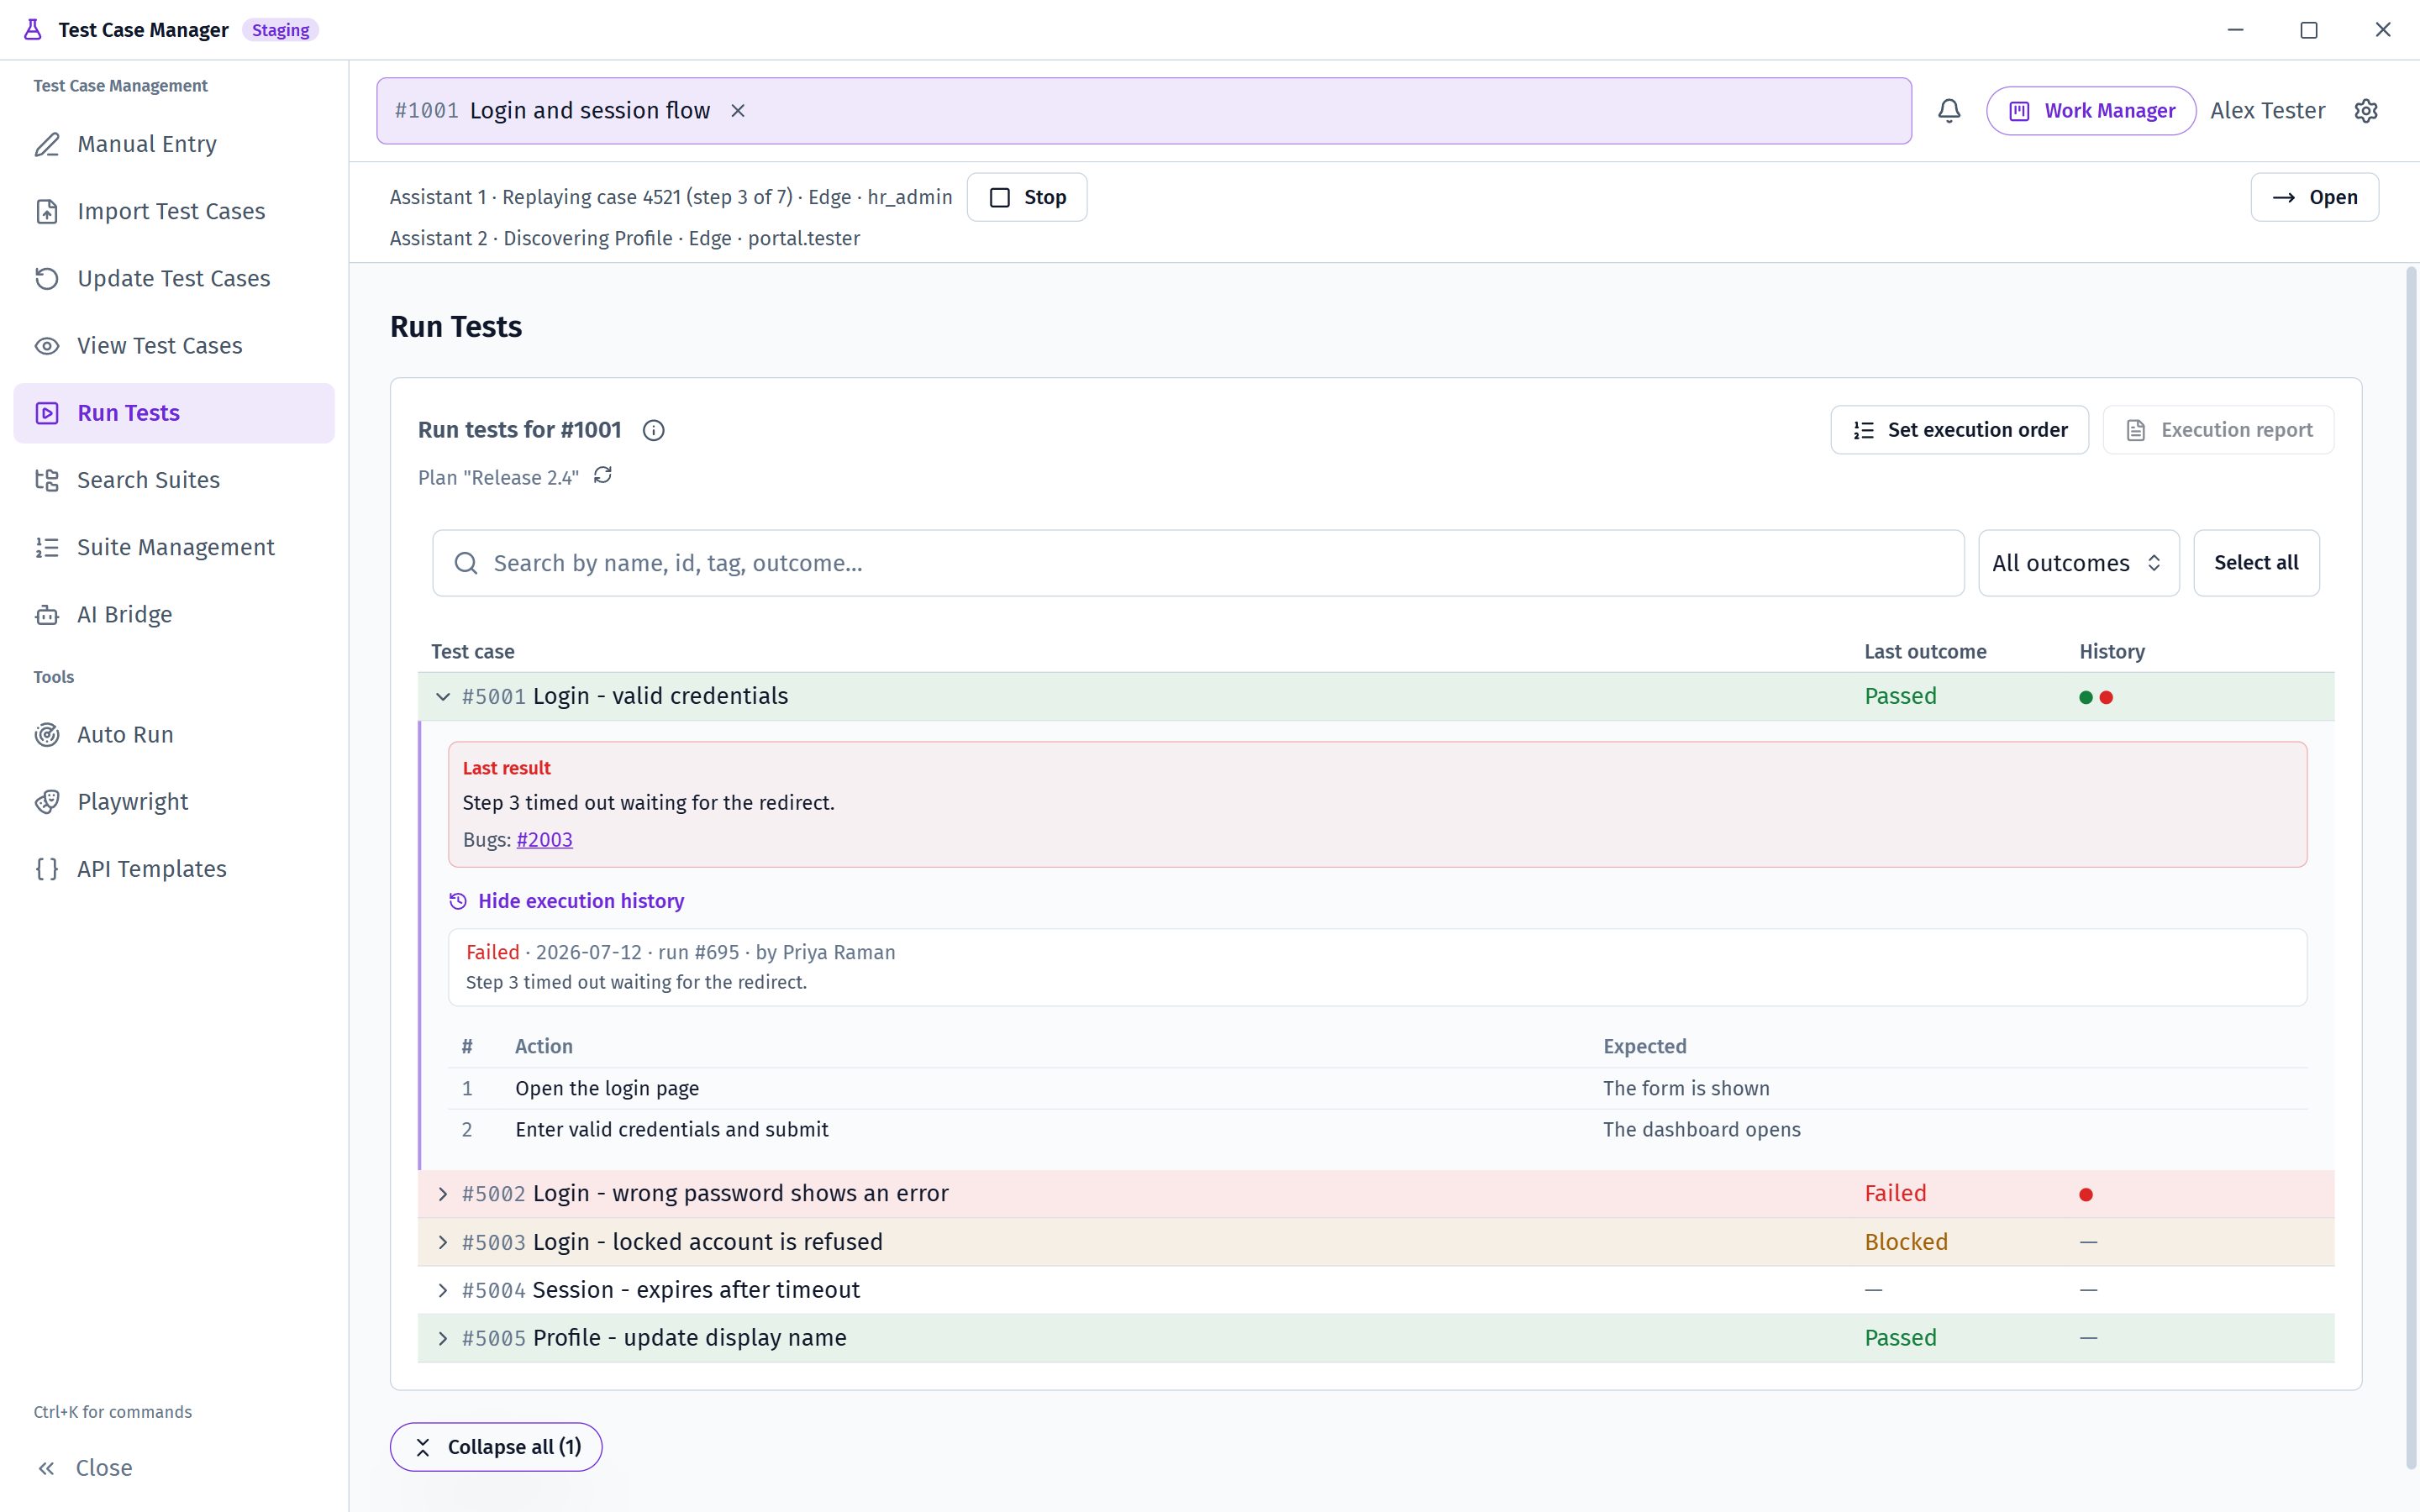 Test Case Manager Staging
Test Case Management
Manual Entry
Import Test Cases
Update Test Cases
View Test Cases
Run Tests
Search Suites
Suite Management
AI Bridge
Tools
Auto Run
Playwright
API Templates
Ctrl+K for commands
Close
#1001 Login and session flow
Work Manager
Alex Tester
Assistant 1 · Replaying case 4521 (step 3 of 7) · Edge · hr_admin
Stop
Open
Assistant 2 · Discovering Profile · Edge · portal.tester
Run Tests
Run tests for #1001
Set execution order
Execution report
Plan "Release 2.4"
Search by name, id, tag, outcome...
All outcomes
Select all
Test case Last outcome History
#5001 Login - valid credentials Passed
Last result
Step 3 timed out waiting for the redirect.
Bugs: #2003
Hide execution history
Failed · 2026-07-12 · run #695 · by Priya Raman
Step 3 timed out waiting for the redirect.
# Action Expected
1 Open the login page The form is shown
2 Enter valid credentials and submit The dashboard opens
#5002 Login - wrong password shows an error Failed
#5003 Login - locked account is refused Blocked —
#5004 Session - expires after timeout — —
#5005 Profile - update display name Passed —
Collapse all (1)